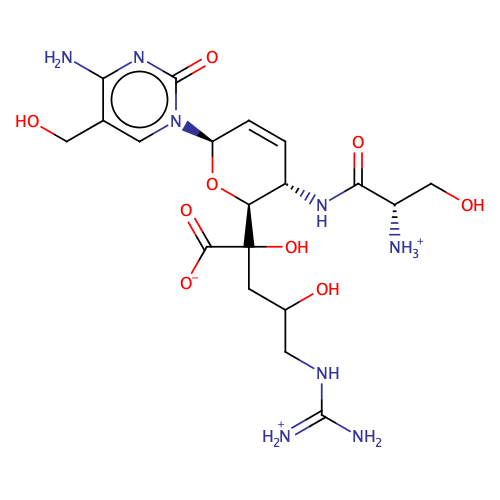 H₂N N O
HO N
O O
N
H
OH
O O OH NH₃⁺
O⁻ OH
NH
H₂N⁺ NH₂